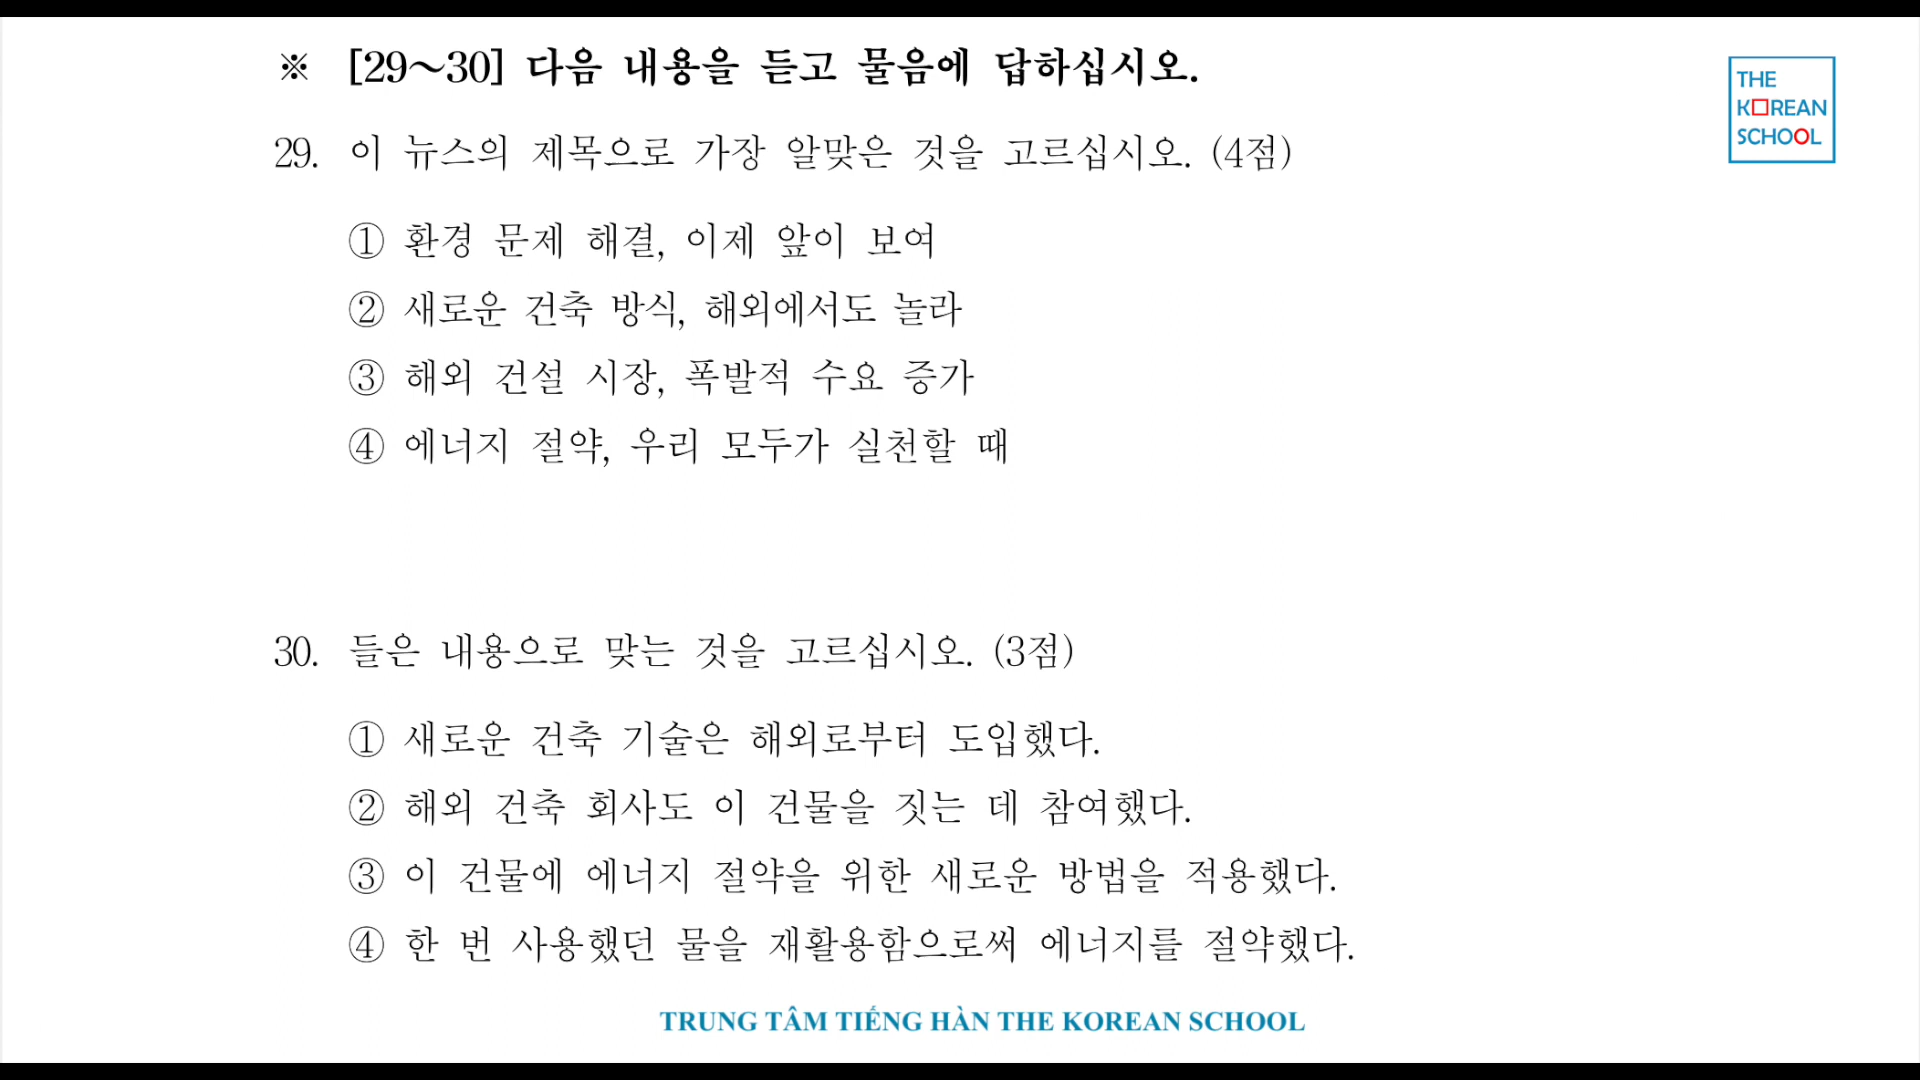 ※ [29~30] 다음 내용을 듣고 물음에 답하십시오.
THE
KOREAN
SCHOOL
29. 이 뉴스의 제목으로 가장 알맞은 것을 고르십시오. (4점)
① 환경 문제 해결, 이제 앞이 보여
② 새로운 건축 방식, 해외에서도 놀라
③ 해외 건설 시장, 폭발적 수요 증가
④ 에너지 절약, 우리 모두가 실천할 때
30. 들은 내용으로 맞는 것을 고르십시오. (3점)
① 새로운 건축 기술은 해외로부터 도입했다.
② 해외 건축 회사도 이 건물을 짓는 데 참여했다.
③ 이 건물에 에너지 절약을 위한 새로운 방법을 적용했다.
④ 한 번 사용했던 물을 재활용함으로써 에너지를 절약했다.
TRUNG TÂM TIẾNG HÀN THE KOREAN SCHOOL